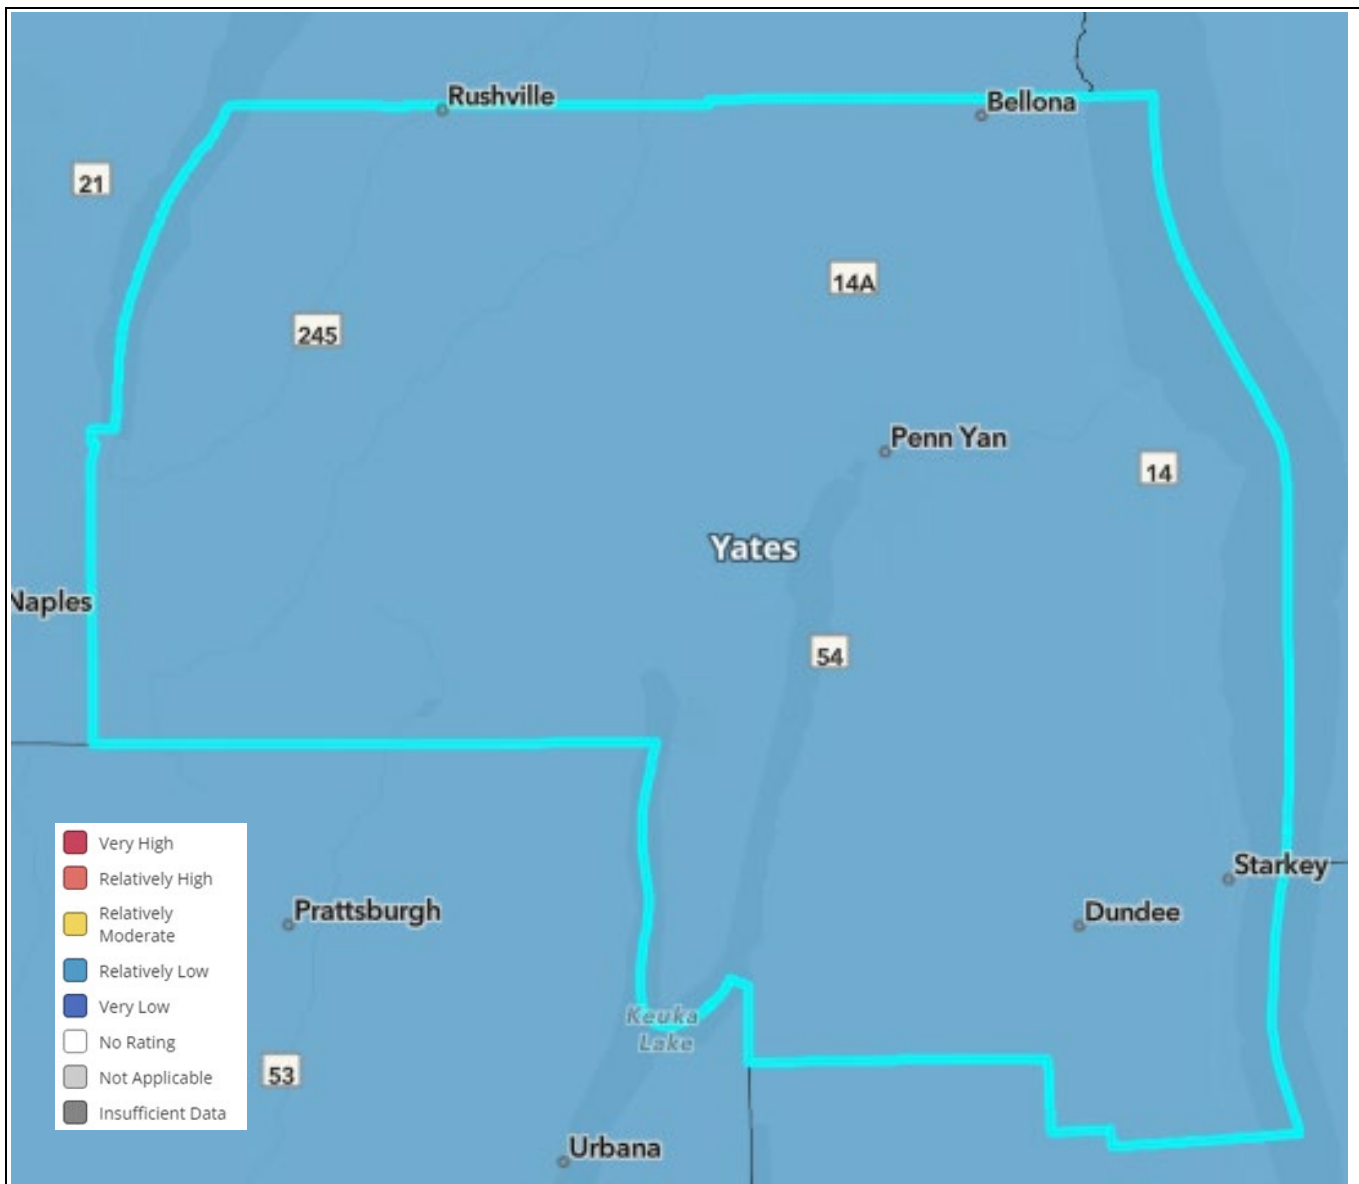 Rushville
Bellona
21
14A
245
Penn Yan
14
Yates
Naples
54
Very High
Relatively High
Relatively
Moderate
Relatively Low
Very Low
No Rating
Not Applicable
Insufficient Data
Starkey
Prattsburgh
Dundee
Keuka
Lake
53
Urbana